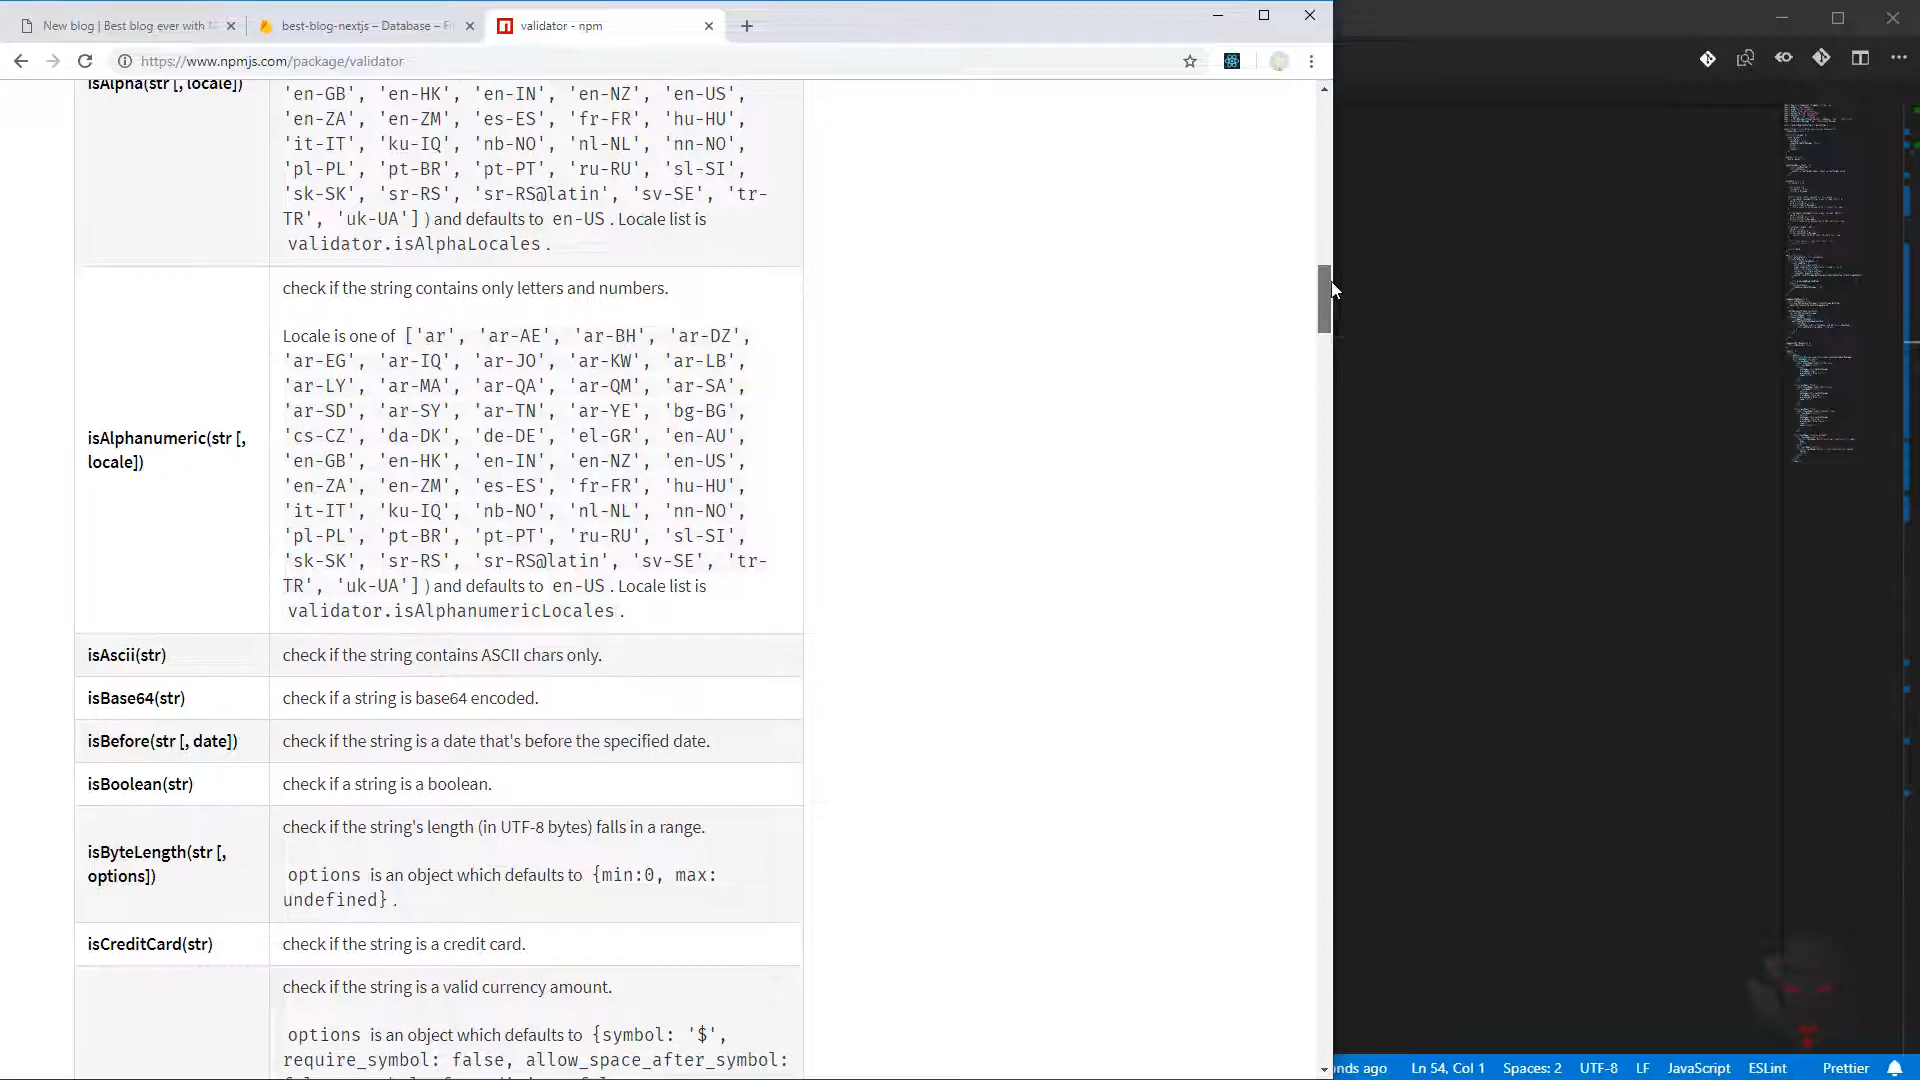 New blog | Best blog ever with
best-blog-nextjs – Database – Fi
validator - npm
https://www.npmjs.com/package/validator
isAlpha(str [, locale])
'en-GB', 'en-HK', 'en-IN', 'en-NZ', 'en-US',
'en-ZA', 'en-ZM', 'es-ES', 'fr-FR', 'hu-HU',
'it-IT', 'ku-IQ', 'nb-NO', 'nl-NL', 'nn-NO',
'pl-PL', 'pt-BR', 'pt-PT', 'ru-RU', 'sl-SI',
'sk-SK', 'sr-RS', 'sr-RS@latin', 'sv-SE', 'tr-
TR', 'uk-UA'] ) and defaults to en-US . Locale list is
validator.isAlphaLocales .
isAlphanumeric(str [,
locale])
check if the string contains only letters and numbers.
Locale is one of ['ar', 'ar-AE', 'ar-BH', 'ar-DZ',
'ar-EG', 'ar-IQ', 'ar-JO', 'ar-KW', 'ar-LB',
'ar-LY', 'ar-MA', 'ar-QA', 'ar-QM', 'ar-SA',
'ar-SD', 'ar-SY', 'ar-TN', 'ar-YE', 'bg-BG',
'cs-CZ', 'da-DK', 'de-DE', 'el-GR', 'en-AU',
'en-GB', 'en-HK', 'en-IN', 'en-NZ', 'en-US',
'en-ZA', 'en-ZM', 'es-ES', 'fr-FR', 'hu-HU',
'it-IT', 'ku-IQ', 'nb-NO', 'nl-NL', 'nn-NO',
'pl-PL', 'pt-BR', 'pt-PT', 'ru-RU', 'sl-SI',
'sk-SK', 'sr-RS', 'sr-RS@latin', 'sv-SE', 'tr-
TR', 'uk-UA'] ) and defaults to en-US . Locale list is
validator.isAlphanumericLocales .
isAscii(str)
check if the string contains ASCII chars only.
isBase64(str)
check if a string is base64 encoded.
isBefore(str [, date])
check if the string is a date that's before the specified date.
isBoolean(str)
check if a string is a boolean.
isByteLength(str [,
options])
check if the string's length (in UTF-8 bytes) falls in a range.
options is an object which defaults to {min:0, max:
undefined} .
isCreditCard(str)
check if the string is a credit card.
check if the string is a valid currency amount.
options is an object which defaults to {symbol: '$',
require_symbol: false, allow_space_after_symbol:
onds ago
Ln 54, Col 1
Spaces: 2
UTF-8
LF
JavaScript
ESLint
Prettier